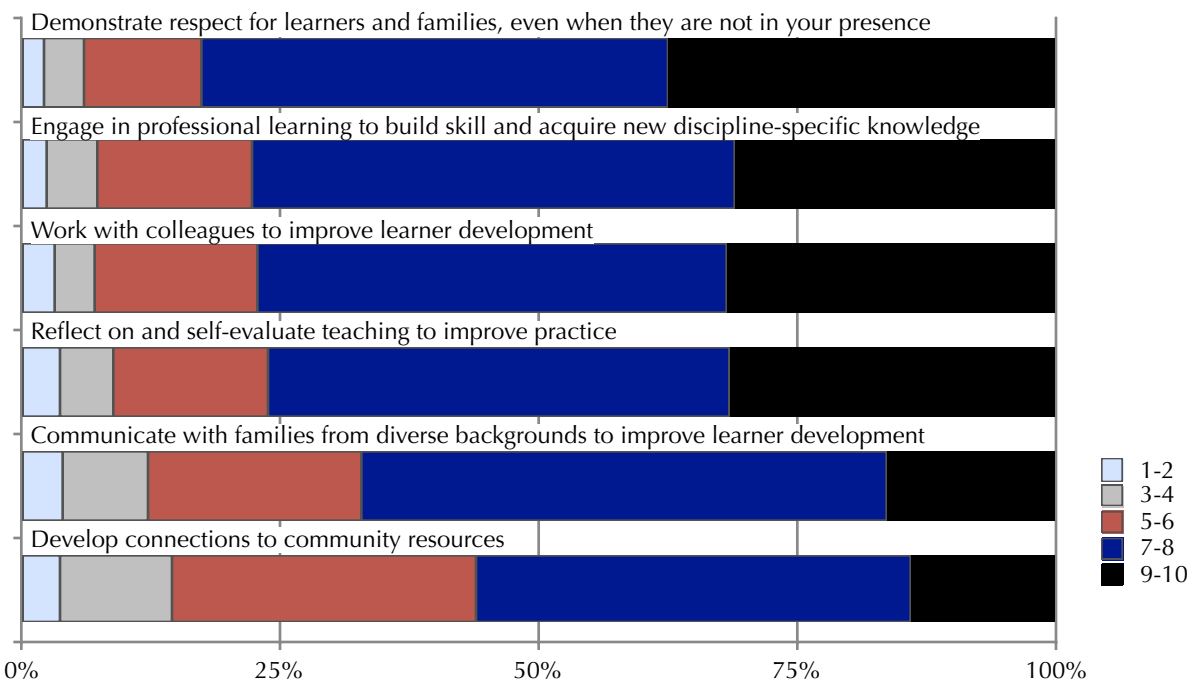 Demonstrate respect for learners and families, even when they are not in your presence
Engage in professional learning to build skill and acquire new discipline-specific knowledge
Work with colleagues to improve learner development
Reflect on and self-evaluate teaching to improve practice
Communicate with families from diverse backgrounds to improve learner development
Develop connections to community resources
1-2
3-4
5-6
7-8
9-10
0% 25% 50% 75% 100%